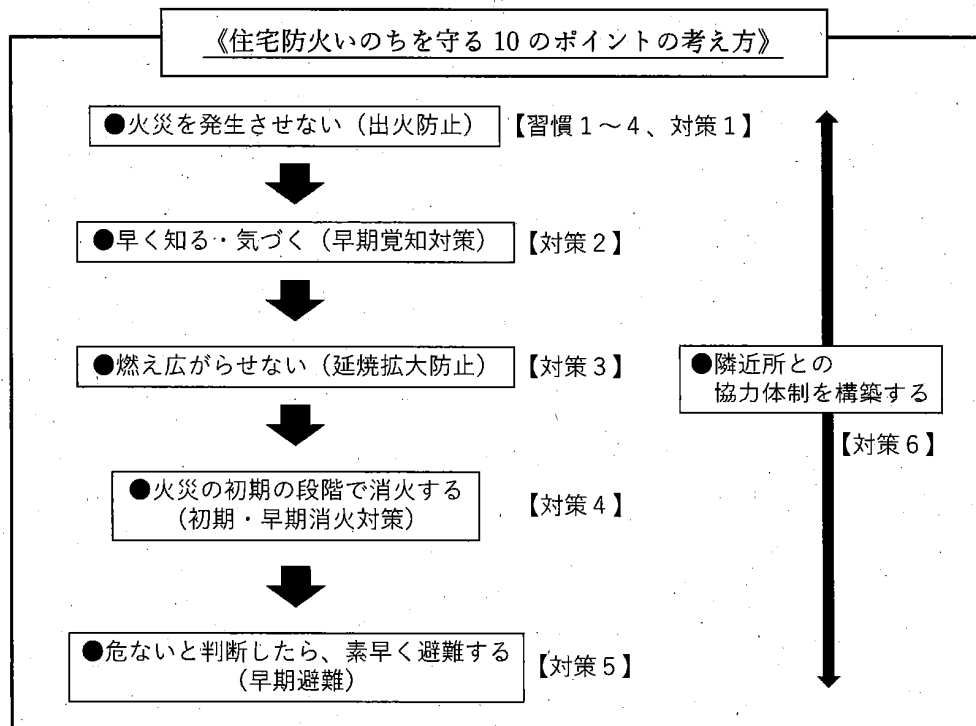 《住宅防火いのちを守る 10 のポイントの考え方》
●火災を発生させない（出火防止）【習慣１～４、対策１】
●早く知る・気づく（早期覚知対策）【対策２】
●燃え広がらせない（延焼拡大防止）【対策３】
●隣近所との
協力体制を構築する
【対策６】
●火災の初期の段階で消火する
（初期・早期消火対策）
【対策４】
●危ないと判断したら、素早く避難する
（早期避難）
【対策５】